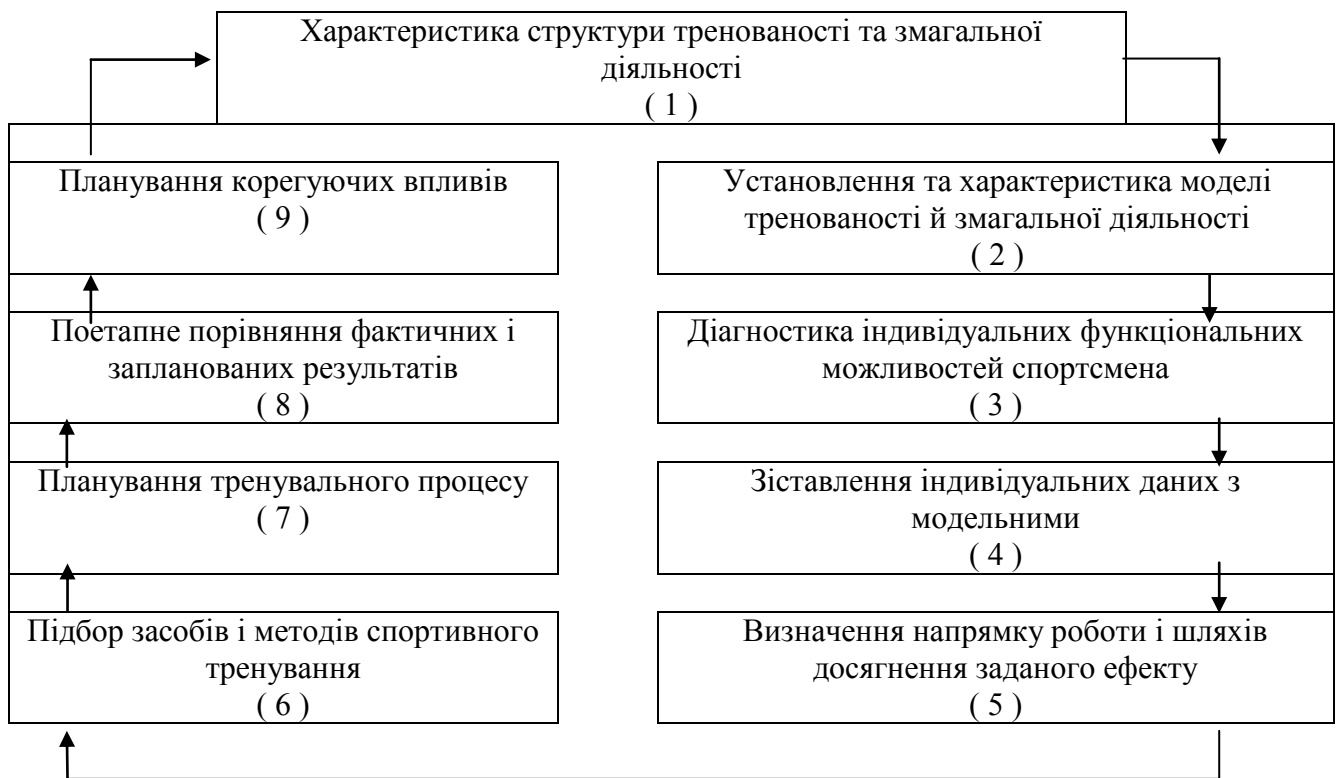 Характеристика структури тренованості та змагальної
діяльності
( 1 )
Планування корегуючих впливів
( 9 )
Установлення та характеристика моделі
тренованості й змагальної діяльності
( 2 )
Поетапне порівняння фактичних і
запланованих результатів
( 8 )
Діагностика індивідуальних функціональних
можливостей спортсмена
( 3 )
Планування тренувального процесу
( 7 )
Зіставлення індивідуальних даних з
модельними
( 4 )
Підбор засобів і методів спортивного
тренування
( 6 )
Визначення напрямку роботи і шляхів
досягнення заданого ефекту
( 5 )